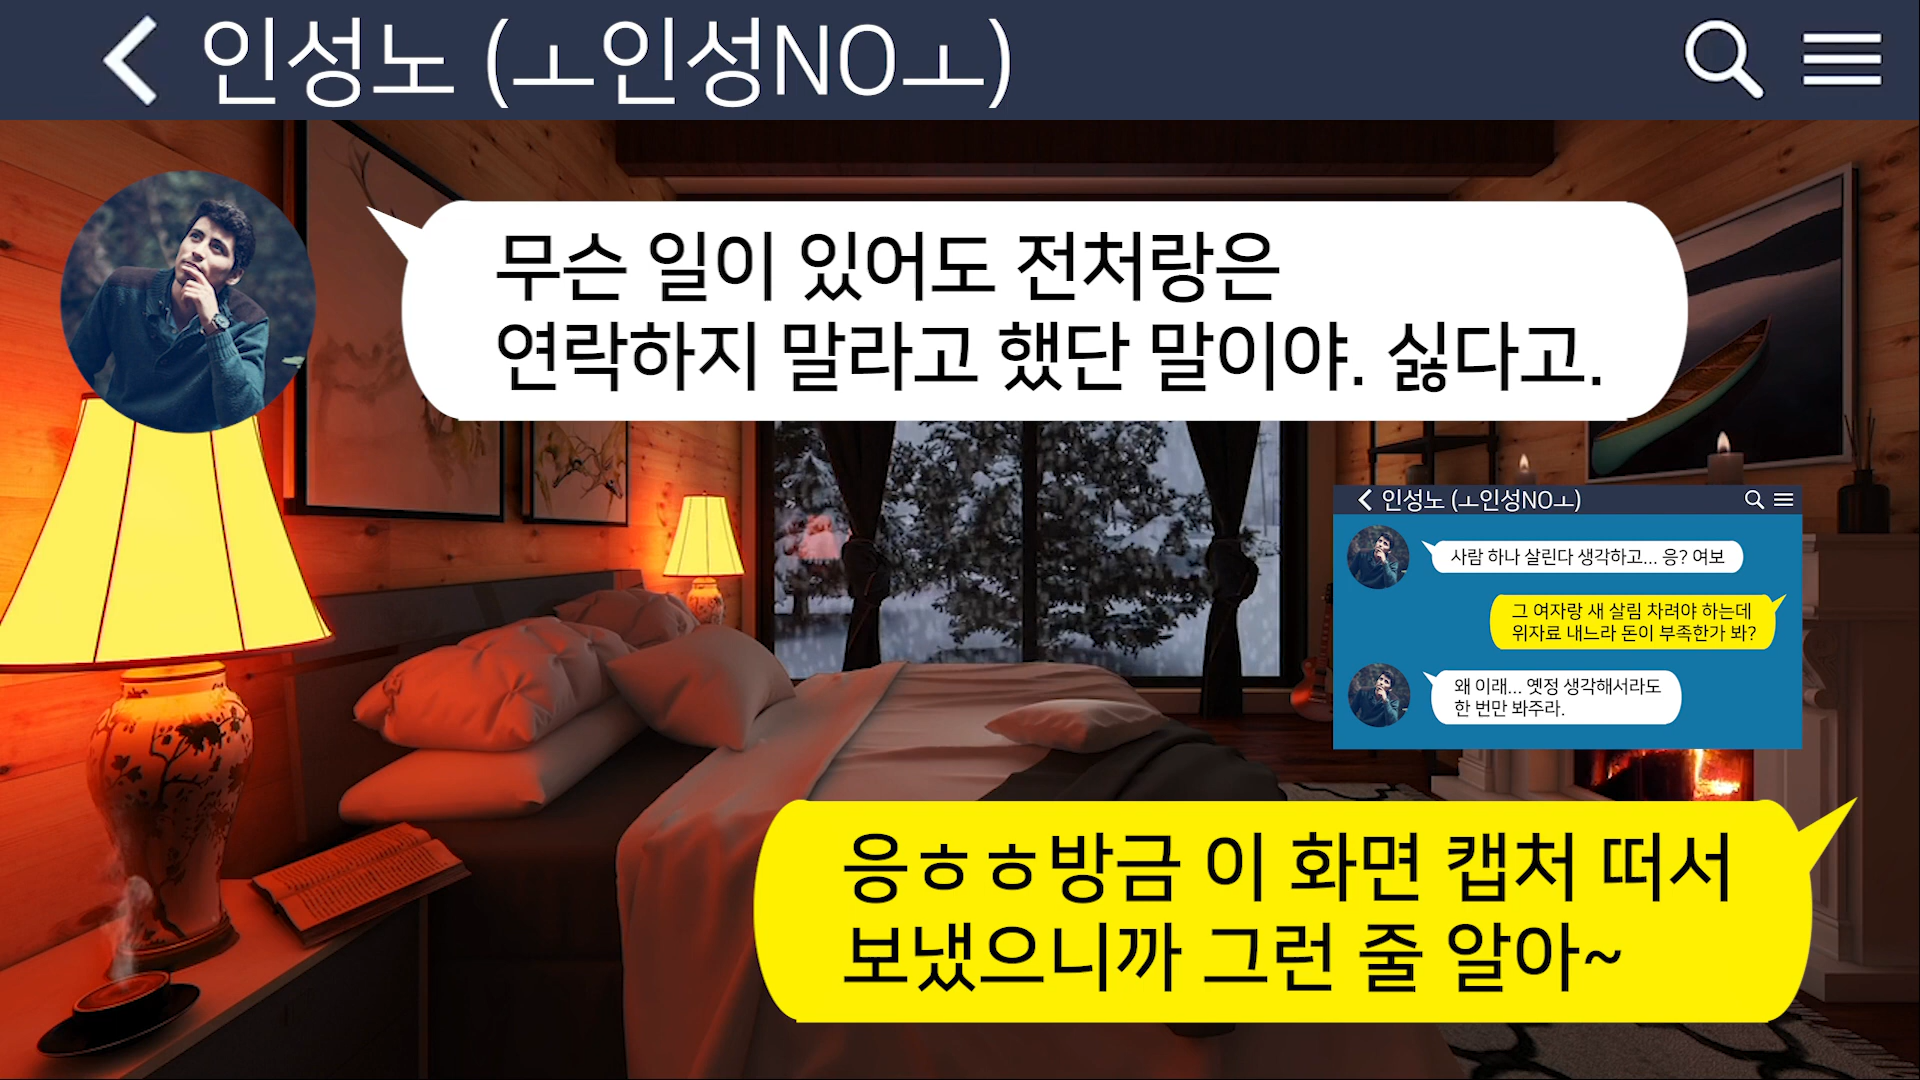 인성노 (ㅗ인성NOㅗ)
무슨 일이 있어도 전처랑은
연락하지 말라고 했단 말이야. 싫다고.
인성노 (ㅗ인성NOㅗ)
사람 하나 살린다 생각하고... 응? 여보
그 여자랑 새 살림 차려야 하는데
위자료 내느라 돈이 부족한가 봐?
왜 이래... 옛정 생각해서라도
한 번만 봐주라.
응ㅎㅎ방금 이 화면 캡처 떠서
보냈으니까 그런 줄 알아~